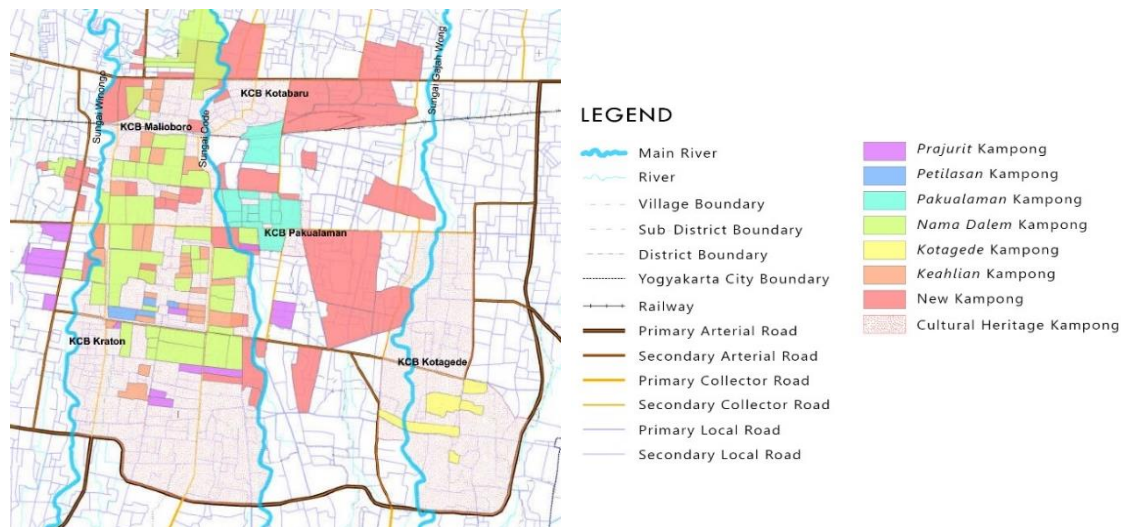 Sungai Winongo
Sungai Code
Sungai Gajah Wong
KCB Kotabaru
KCB Malioboro
KCB Pakualaman
KCB Kraton
KCB Kotagede
LEGEND
Main River
River
Village Boundary
Sub District Boundary
District Boundary
Yogyakarta City Boundary
Railway
Primary Arterial Road
Secondary Arterial Road
Primary Collector Road
Secondary Collector Road
Primary Local Road
Secondary Local Road
Prajurit Kampong
Petilasan Kampong
Pakualaman Kampong
Nama Dalem Kampong
Kotagede Kampong
Keahlian Kampong
New Kampong
Cultural Heritage Kampong